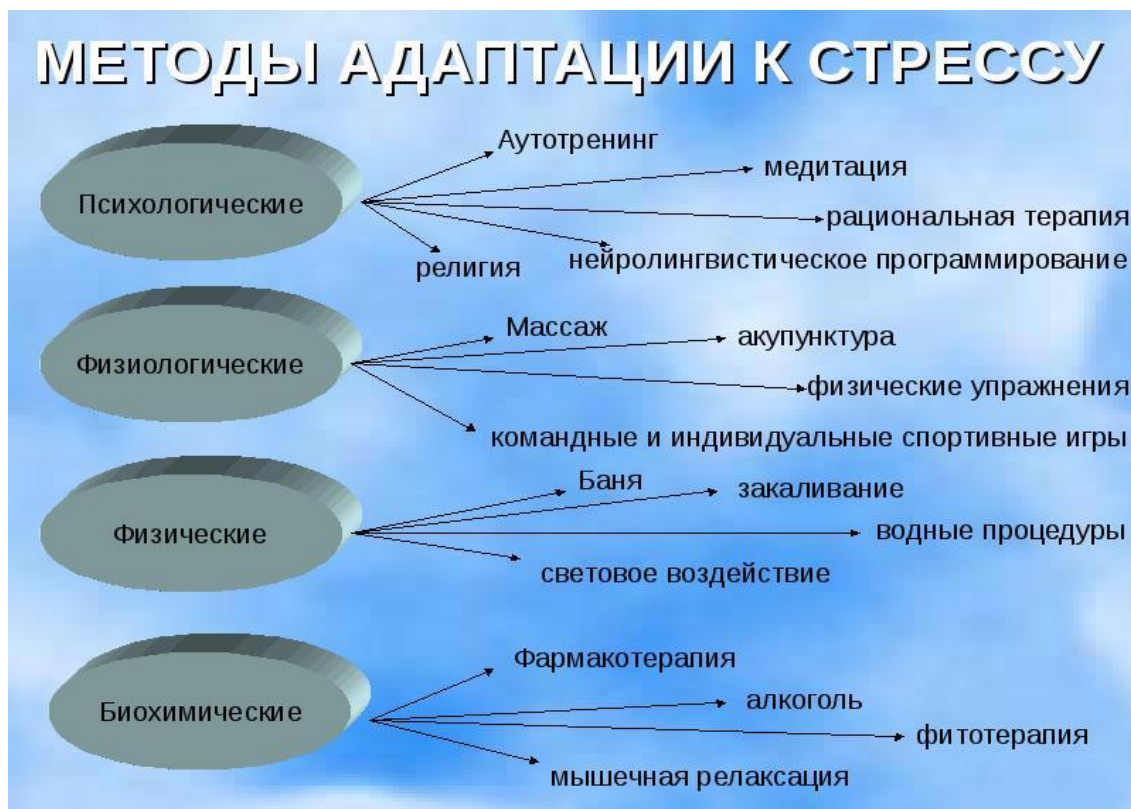 МЕТОДЫ АДАПТАЦИИ К СТРЕССУ
Психологические
Аутотренинг
медитация
рациональная терапия
нейролингвистическое программирование
религия
Физиологические
Массаж
акупунктура
физические упражнения
командные и индивидуальные спортивные игры
Физические
Баня
закаливание
водные процедуры
световое воздействие
Биохимические
Фармакотерапия
алкоголь
фитотерапия
мышечная релаксация